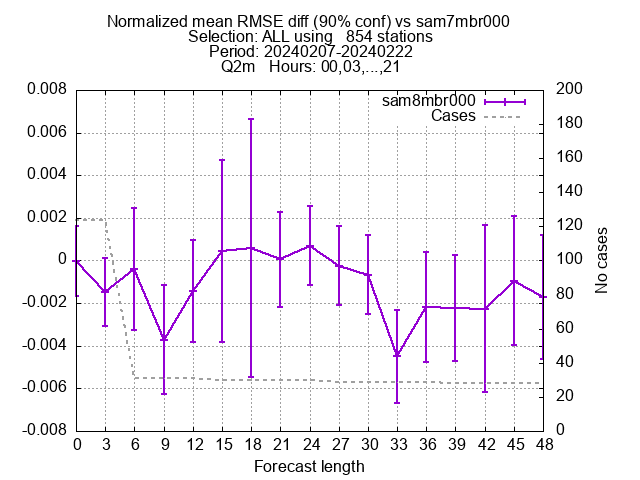 Normalized mean RMSE diff (90% conf) vs sam7mbr000
Selection: ALL using   854 stations
Period: 20240207-20240222
Q2m   Hours: 00,03,...,21
0.008 200
180
0.006
160
sam8mbr000
Cases
0.004
140
0.002
120
0 100
-0.002
80
60
-0.004
40
-0.006
20
-0.008 0
No cases
0 3 6 9 12 15 18 21 24 27 30 33 36 39 42 45 48
Forecast length